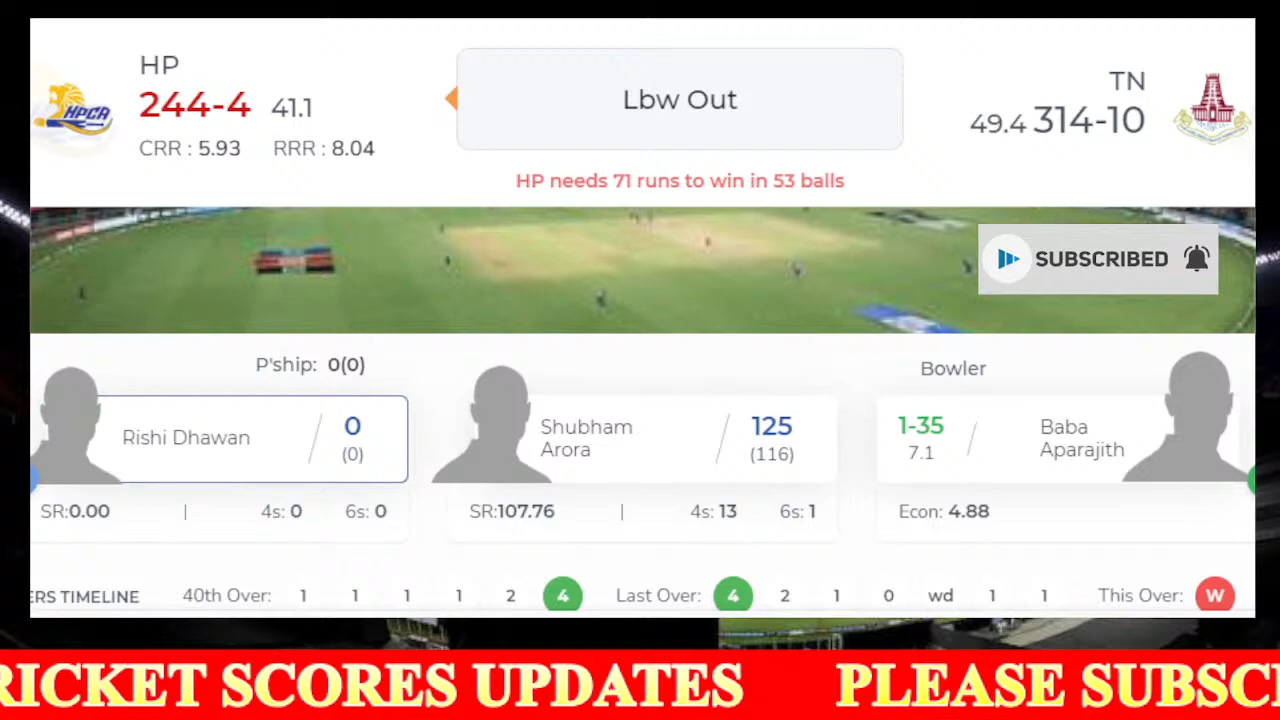 HP
244-4 41.1
CRR : 5.93 RRR : 8.04
Lbw Out
HP needs 71 runs to win in 53 balls
TN
49.4 314-10
HPCA
SUBSCRIBED
P'ship: 0(0)
Bowler
Rishi Dhawan 0
(0)
SR:0.00 | 4s: 0 6s: 0
Shubham
Arora
125
(116)
SR:107.76 | 4s: 13 6s: 1
1-35
7.1
Baba
Aparajith
Econ: 4.88
ERS TIMELINE 40th Over: 1 1 1 1 2 4 Last Over: 4 2 1 0 wd 1 1 This Over: W
RICKET SCORES UPDATES PLEASE SUBSCI